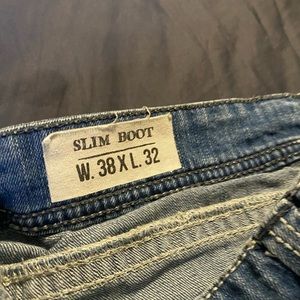 SLIM BOOT
W. 38 X L. 32